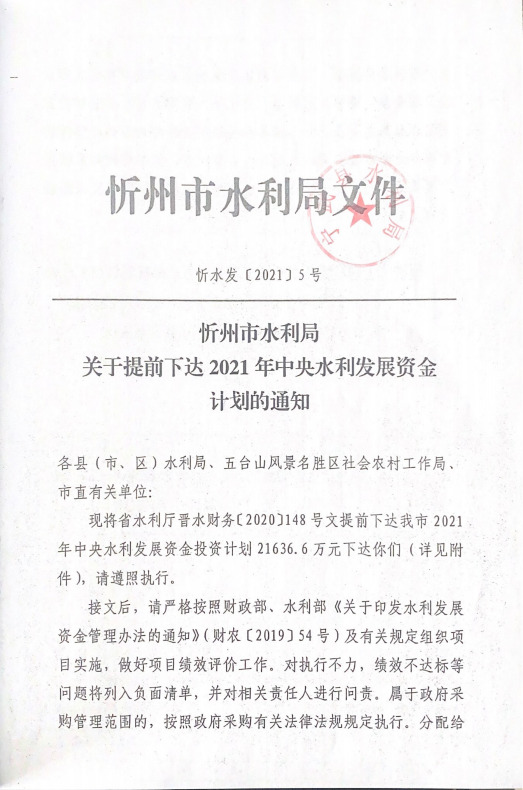 忻州市水利局文件
宁武县水利局
忻水发〔2021〕5号
忻州市水利局
关于提前下达2021年中央水利发展资金
计划的通知
各县（市、区）水利局、五台山风景名胜区社会农村工作局、
市直有关单位：
现将省水利厅晋水财务〔2020〕148号文提前下达我市2021
年中央水利发展资金投资计划21636.6万元下达你们（详见附
件），请遵照执行。
接文后，请严格按照财政部、水利部《关于印发水利发展
资金管理办法的通知》（财农〔2019〕54号）及有关规定组织项
目实施，做好项目绩效评价工作。对执行不力，绩效不达标等
问题将列入负面清单，并对相关责任人进行问责。属于政府采
购管理范围的，按照政府采购有关法律法规规定执行。分配给